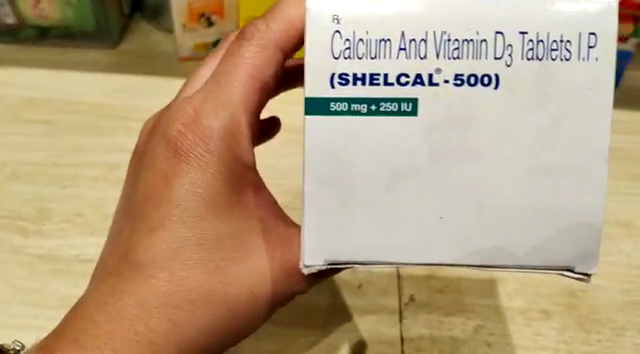 Rx
Calcium And Vitamin D3 Tablets I.P.
(SHELCAL®-500)
500 mg + 250 IU